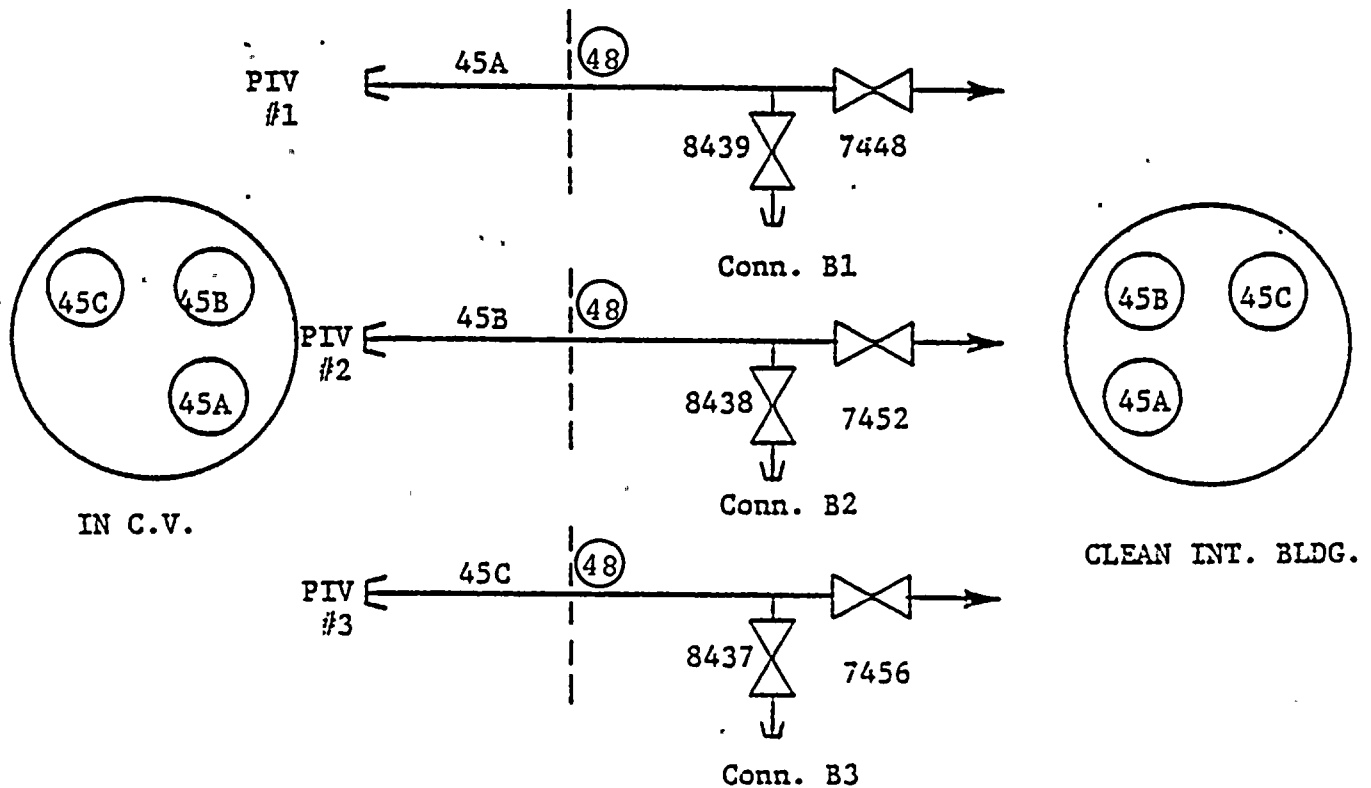 45A
48
PIV
#1
8439
7448
Conn. B1
45C
45B
45A
IN C.V.
45B
48
PIV
#2
8438
7452
Conn. B2
45B
45C
45A
CLEAN INT. BLDG.
45C
48
PIV
#3
8437
7456
Conn. B3